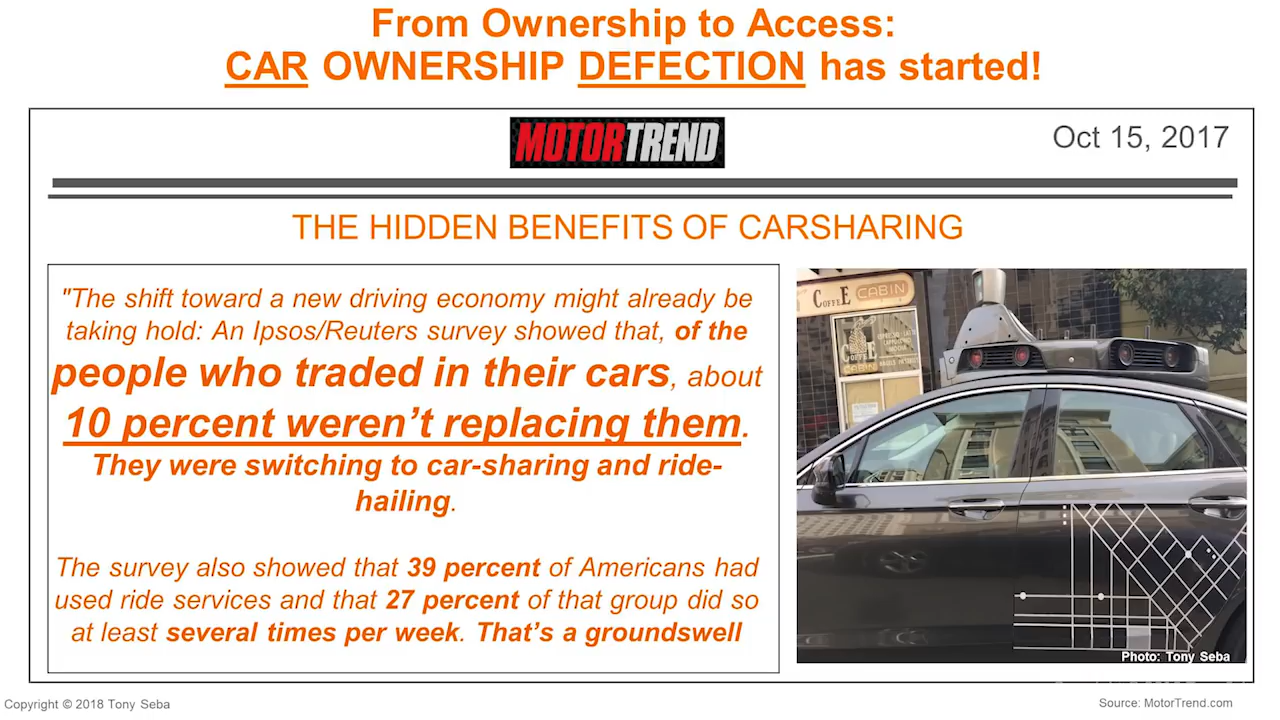 From Ownership to Access:
CAR OWNERSHIP DEFECTION has started!
MOTORTREND
Oct 15, 2017
THE HIDDEN BENEFITS OF CARSHARING
"The shift toward a new driving economy might already be
taking hold: An Ipsos/Reuters survey showed that, of the
people who traded in their cars, about
10 percent weren’t replacing them.
They were switching to car-sharing and ride-
hailing.
The survey also showed that 39 percent of Americans had
used ride services and that 27 percent of that group did so
at least several times per week. That’s a groundswell
COFFEE CABIN
COFFEE
Photo: Tony Seba
Copyright © 2018 Tony Seba
Source: MotorTrend.com